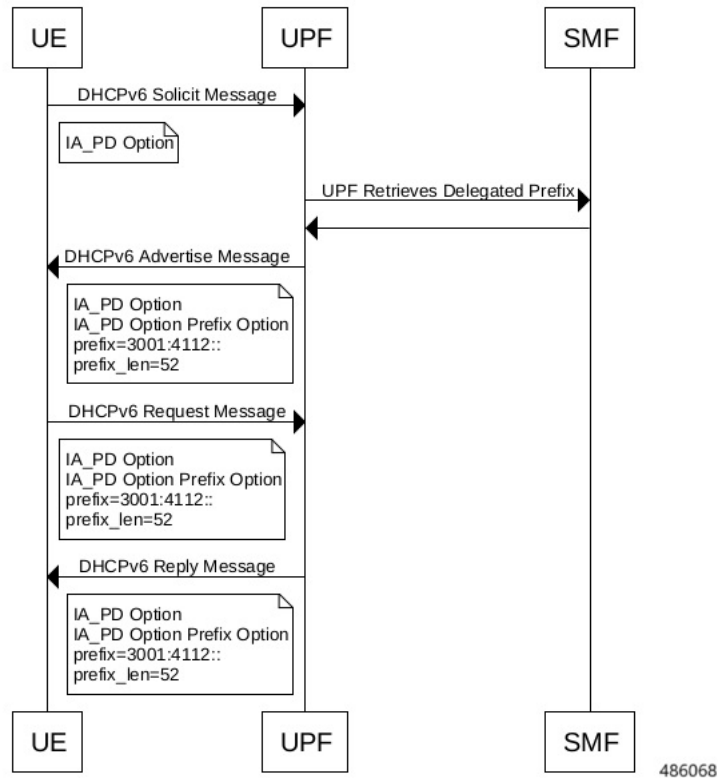 UE
UPF
SMF
DHCPv6 Solicit Message
IA_PD Option
UPF Retrieves Delegated Prefix
DHCPv6 Advertise Message
IA_PD Option
IA_PD Option Prefix Option
prefix=3001:4112::
prefix_len=52
DHCPv6 Request Message
IA_PD Option
IA_PD Option Prefix Option
prefix=3001:4112::
prefix_len=52
DHCPv6 Reply Message
IA_PD Option
IA_PD Option Prefix Option
prefix=3001:4112::
prefix_len=52
UE
UPF
SMF
486068